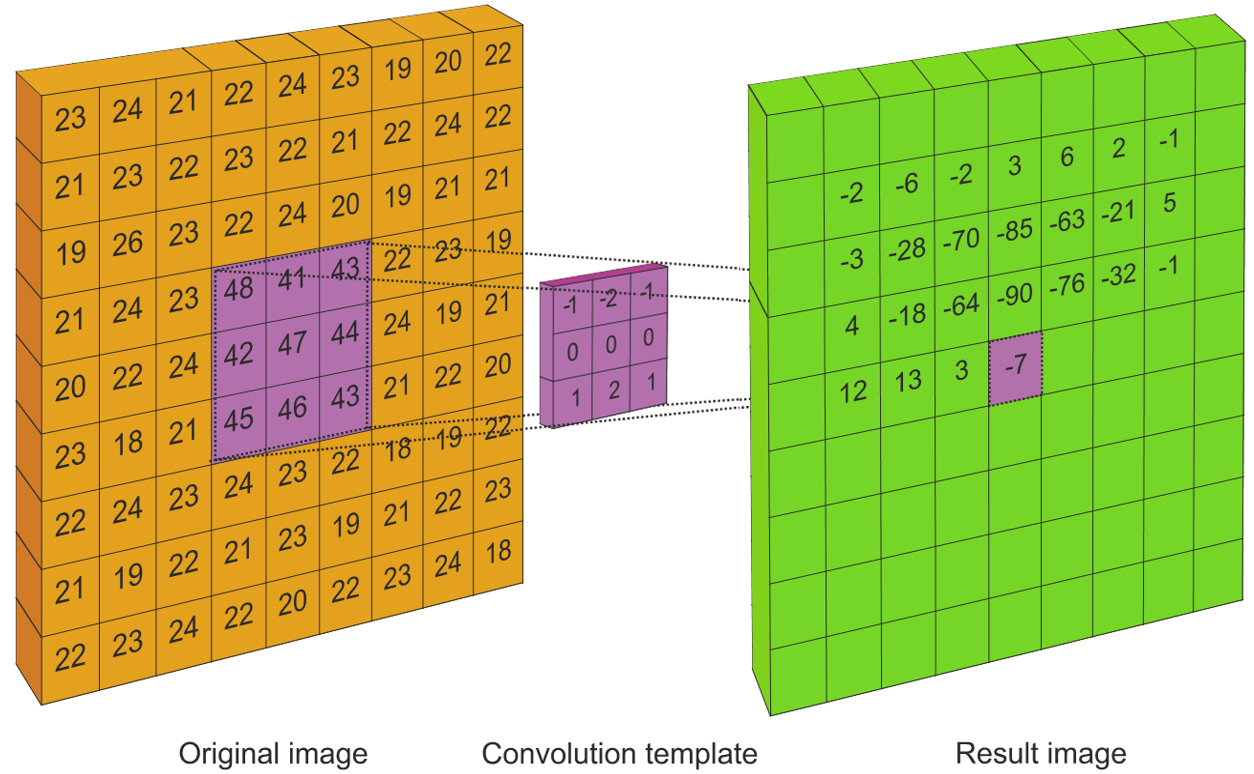 23 24 21 22 24 23 19 20 22
21 23 22 23 22 21 22 24 22
19 26 23 22 24 20 19 21 21
21 24 23 48 41 43 22 23 19
20 22 24 42 47 44 24 19 21
23 18 21 45 46 43 21 22 20
22 24 23 24 23 22 18 19 22
21 19 22 21 23 19 21 22 23
22 23 24 22 20 22 23 24 18
-1 -2 -1
0 0 0
1 2 1
-2 -6 -2 3 6 2 -1
-3 -28 -70 -85 -63 -21 5
4 -18 -64 -90 -76 -32 -1
12 13 3 -7
Original image
Convolution template
Result image